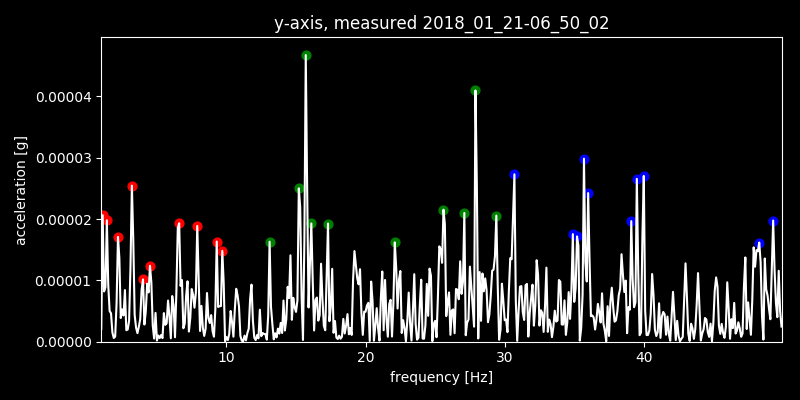 y-axis, measured 2018_01_21-06_50_02
acceleration [g]
0.00004
0.00003
0.00002
0.00001
0.00000
10 20 30 40
frequency [Hz]